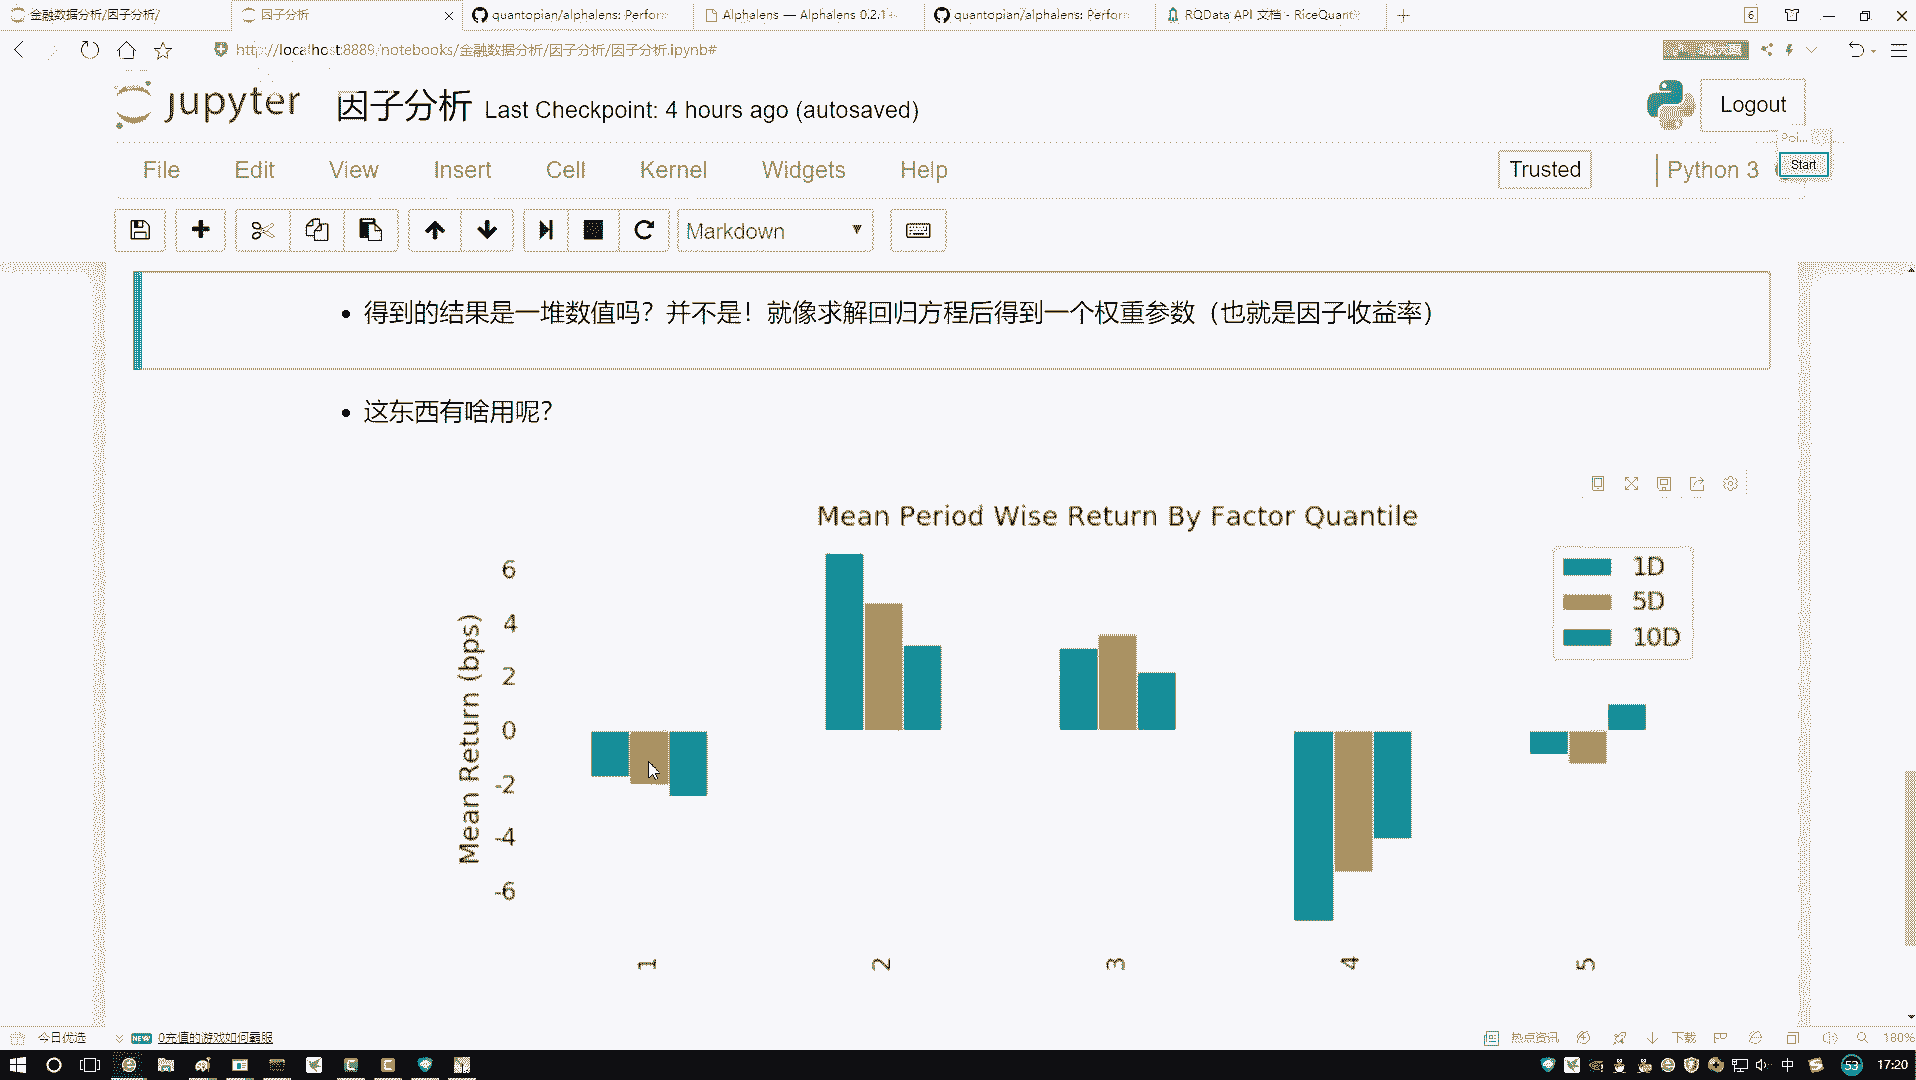 金融数据分析/因子分析/
因子分析
quantopian/alphalens: Perform
Alphalens — Alphalens 0.2.1+
quantopian/alphalens: Perform
RQData API 文档 - RiceQuant
6
http://localhost:8889/notebooks/金融数据分析/因子分析/因子分析.ipynb#
jupyter
因子分析 Last Checkpoint: 4 hours ago (autosaved)
Logout
File Edit View Insert Cell Kernel Widgets Help
Trusted
Python 3
Start
Markdown
得到的结果是一堆数值吗？并不是！就像求解回归方程后得到一个权重参数（也就是因子收益率）
这东西有啥用呢？
Mean Period Wise Return By Factor Quantile
Mean Return (bps)
6
4
2
0
-2
-4
-6
1D
5D
10D
1 2 3 4 5
今日优选
NEW
0充值的游戏如何霸服
热点资讯
下载
180%
中
53
17:20